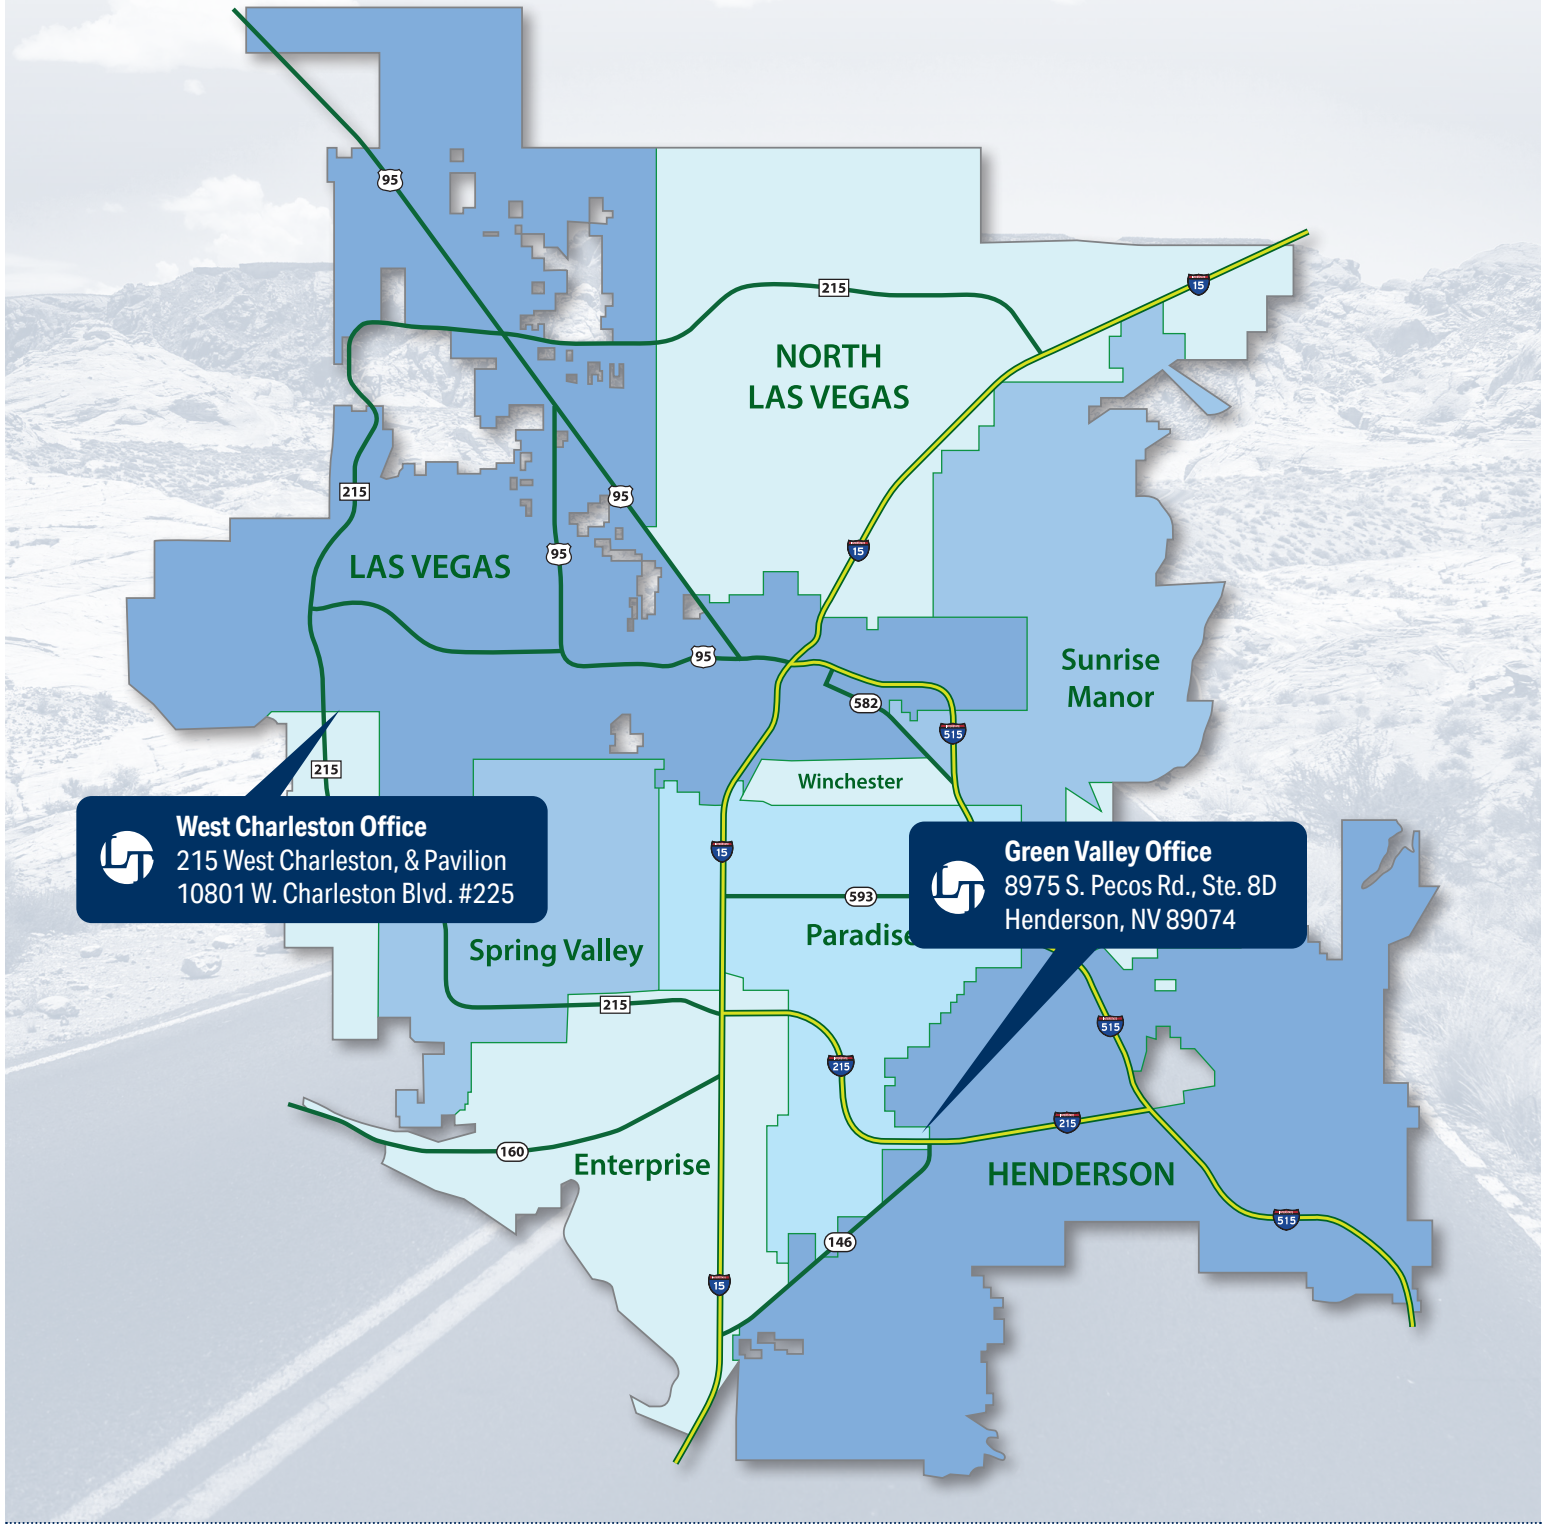 95
215
15
NORTH
LAS VEGAS
215
95
15
95
LAS VEGAS
95
Sunrise
Manor
582
515
215
Winchester
West Charleston Office
215 West Charleston, & Pavilion
10801 W. Charleston Blvd. #225
LT
15
Green Valley Office
8975 S. Pecos Rd., Ste. 8D
Henderson, NV 89074
LT
593
Paradise
Spring Valley
215
515
215
215
160
Enterprise
HENDERSON
515
146
15